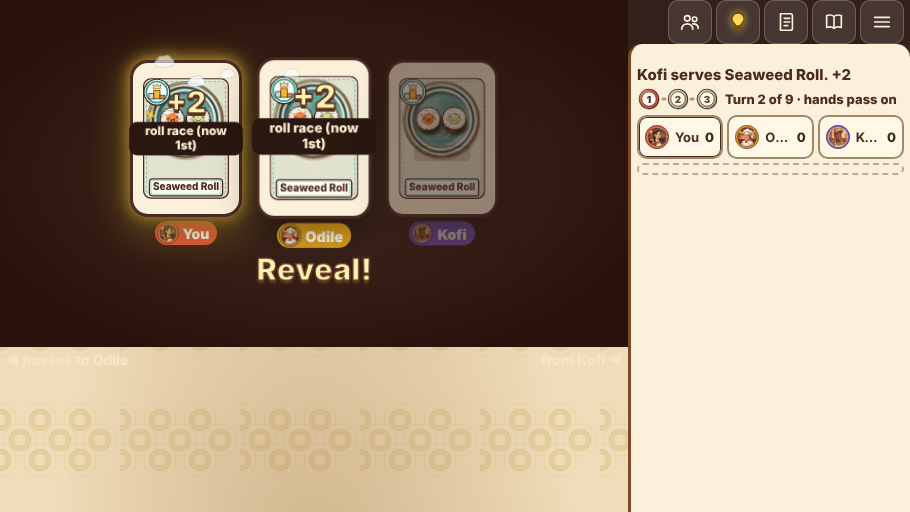 +2
roll race (now
1st)
Seaweed Roll
You
+2
roll race (now
1st)
Seaweed Roll
Odile
Seaweed Roll
Kofi
Reveal!
◀ passes to Odile
from Kofi ◀
Kofi serves Seaweed Roll. +2
1 2 3 Turn 2 of 9 · hands pass on
You 0
O... 0
K... 0